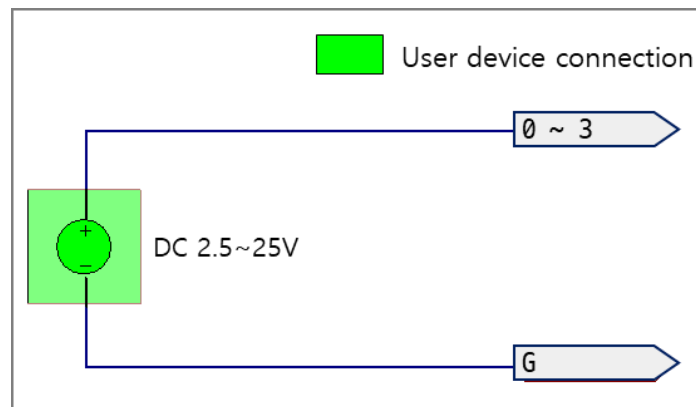 User device connection
0 ~ 3
+
DC 2.5~25V
−
G